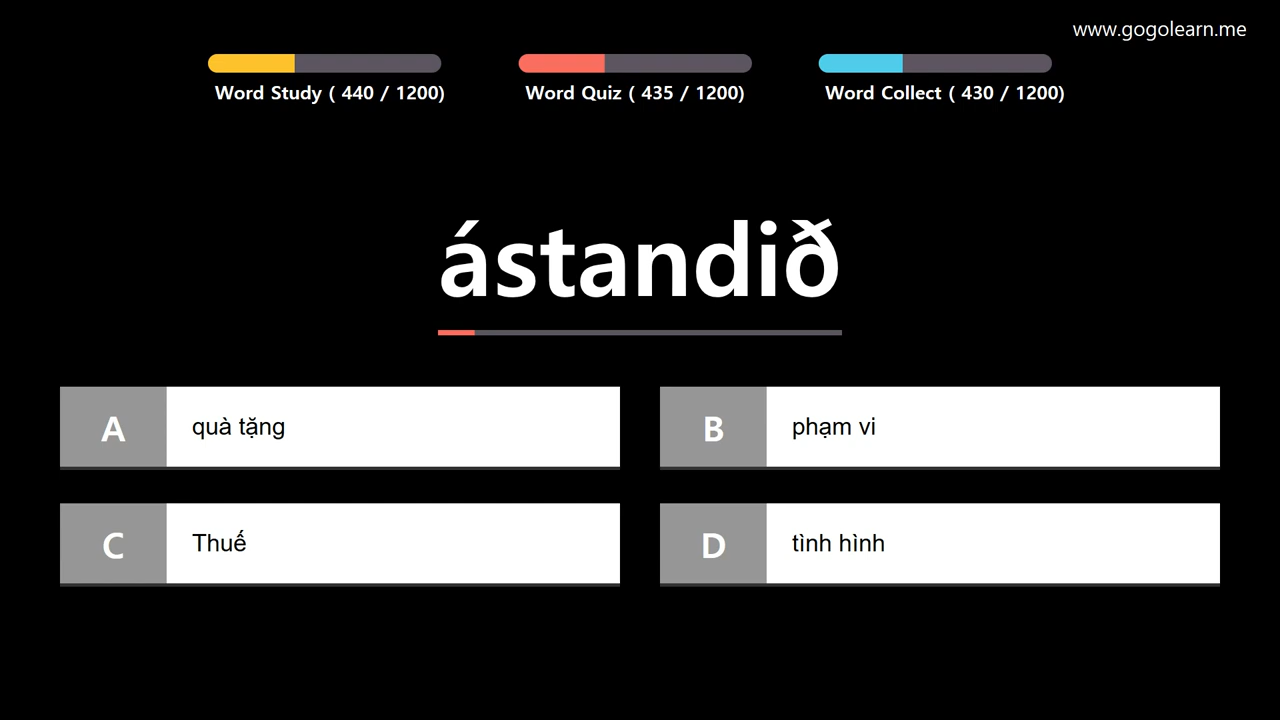 www.gogolearn.me
Word Study ( 440 / 1200)
Word Quiz ( 435 / 1200)
Word Collect ( 430 / 1200)
ástandið
A quà tặng
B phạm vi
C Thuế
D tình hình